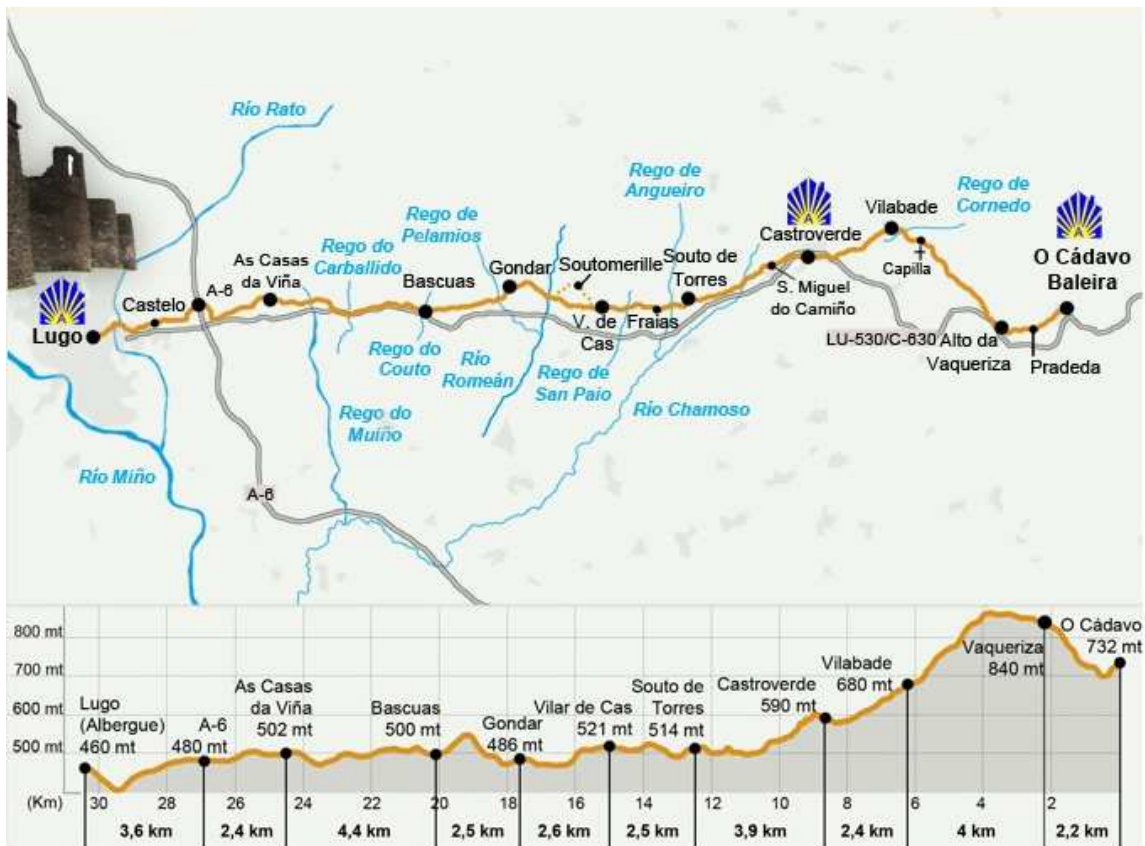 Río Rato
Rego de
Angueiro
Rego de
Cornedo
Rego de
Pelamios
A
Castroverde
Vilabade
A
O Cádavo
Baleira
As Casas
da Viña
Rego do
Carballido
Bascuas
Gondar
Soutomerille
Souto de
Torres
Capilla
Lugo
Castelo
A-6
V. de
Cas
Fraias
S. Miguel
do Camiño
LU-530/C-630
Alto da
Vaqueriza
Pradeda
Rego do
Couto
Río
Romeán
Rego de
San Paio
Rego do
Muiño
Río Chamoso
Río Miño
A-6
800 mt
700 mt
600 mt
500 mt
Lugo
(Albergue)
460 mt
A-6
480 mt
As Casas
da Viña
502 mt
Bascuas
500 mt
Gondar
486 mt
Vilar de Cas
521 mt
Souto de
Torres
514 mt
Castroverde
590 mt
Vilabade
680 mt
Vaqueriza
840 mt
O Cádavo
732 mt
(Km) 30 28 26 24 22 20 18 16 14 12 10 8 6 4 2
3,6 km 2,4 km 4,4 km 2,5 km 2,6 km 2,5 km 3,9 km 2,4 km 4 km 2,2 km